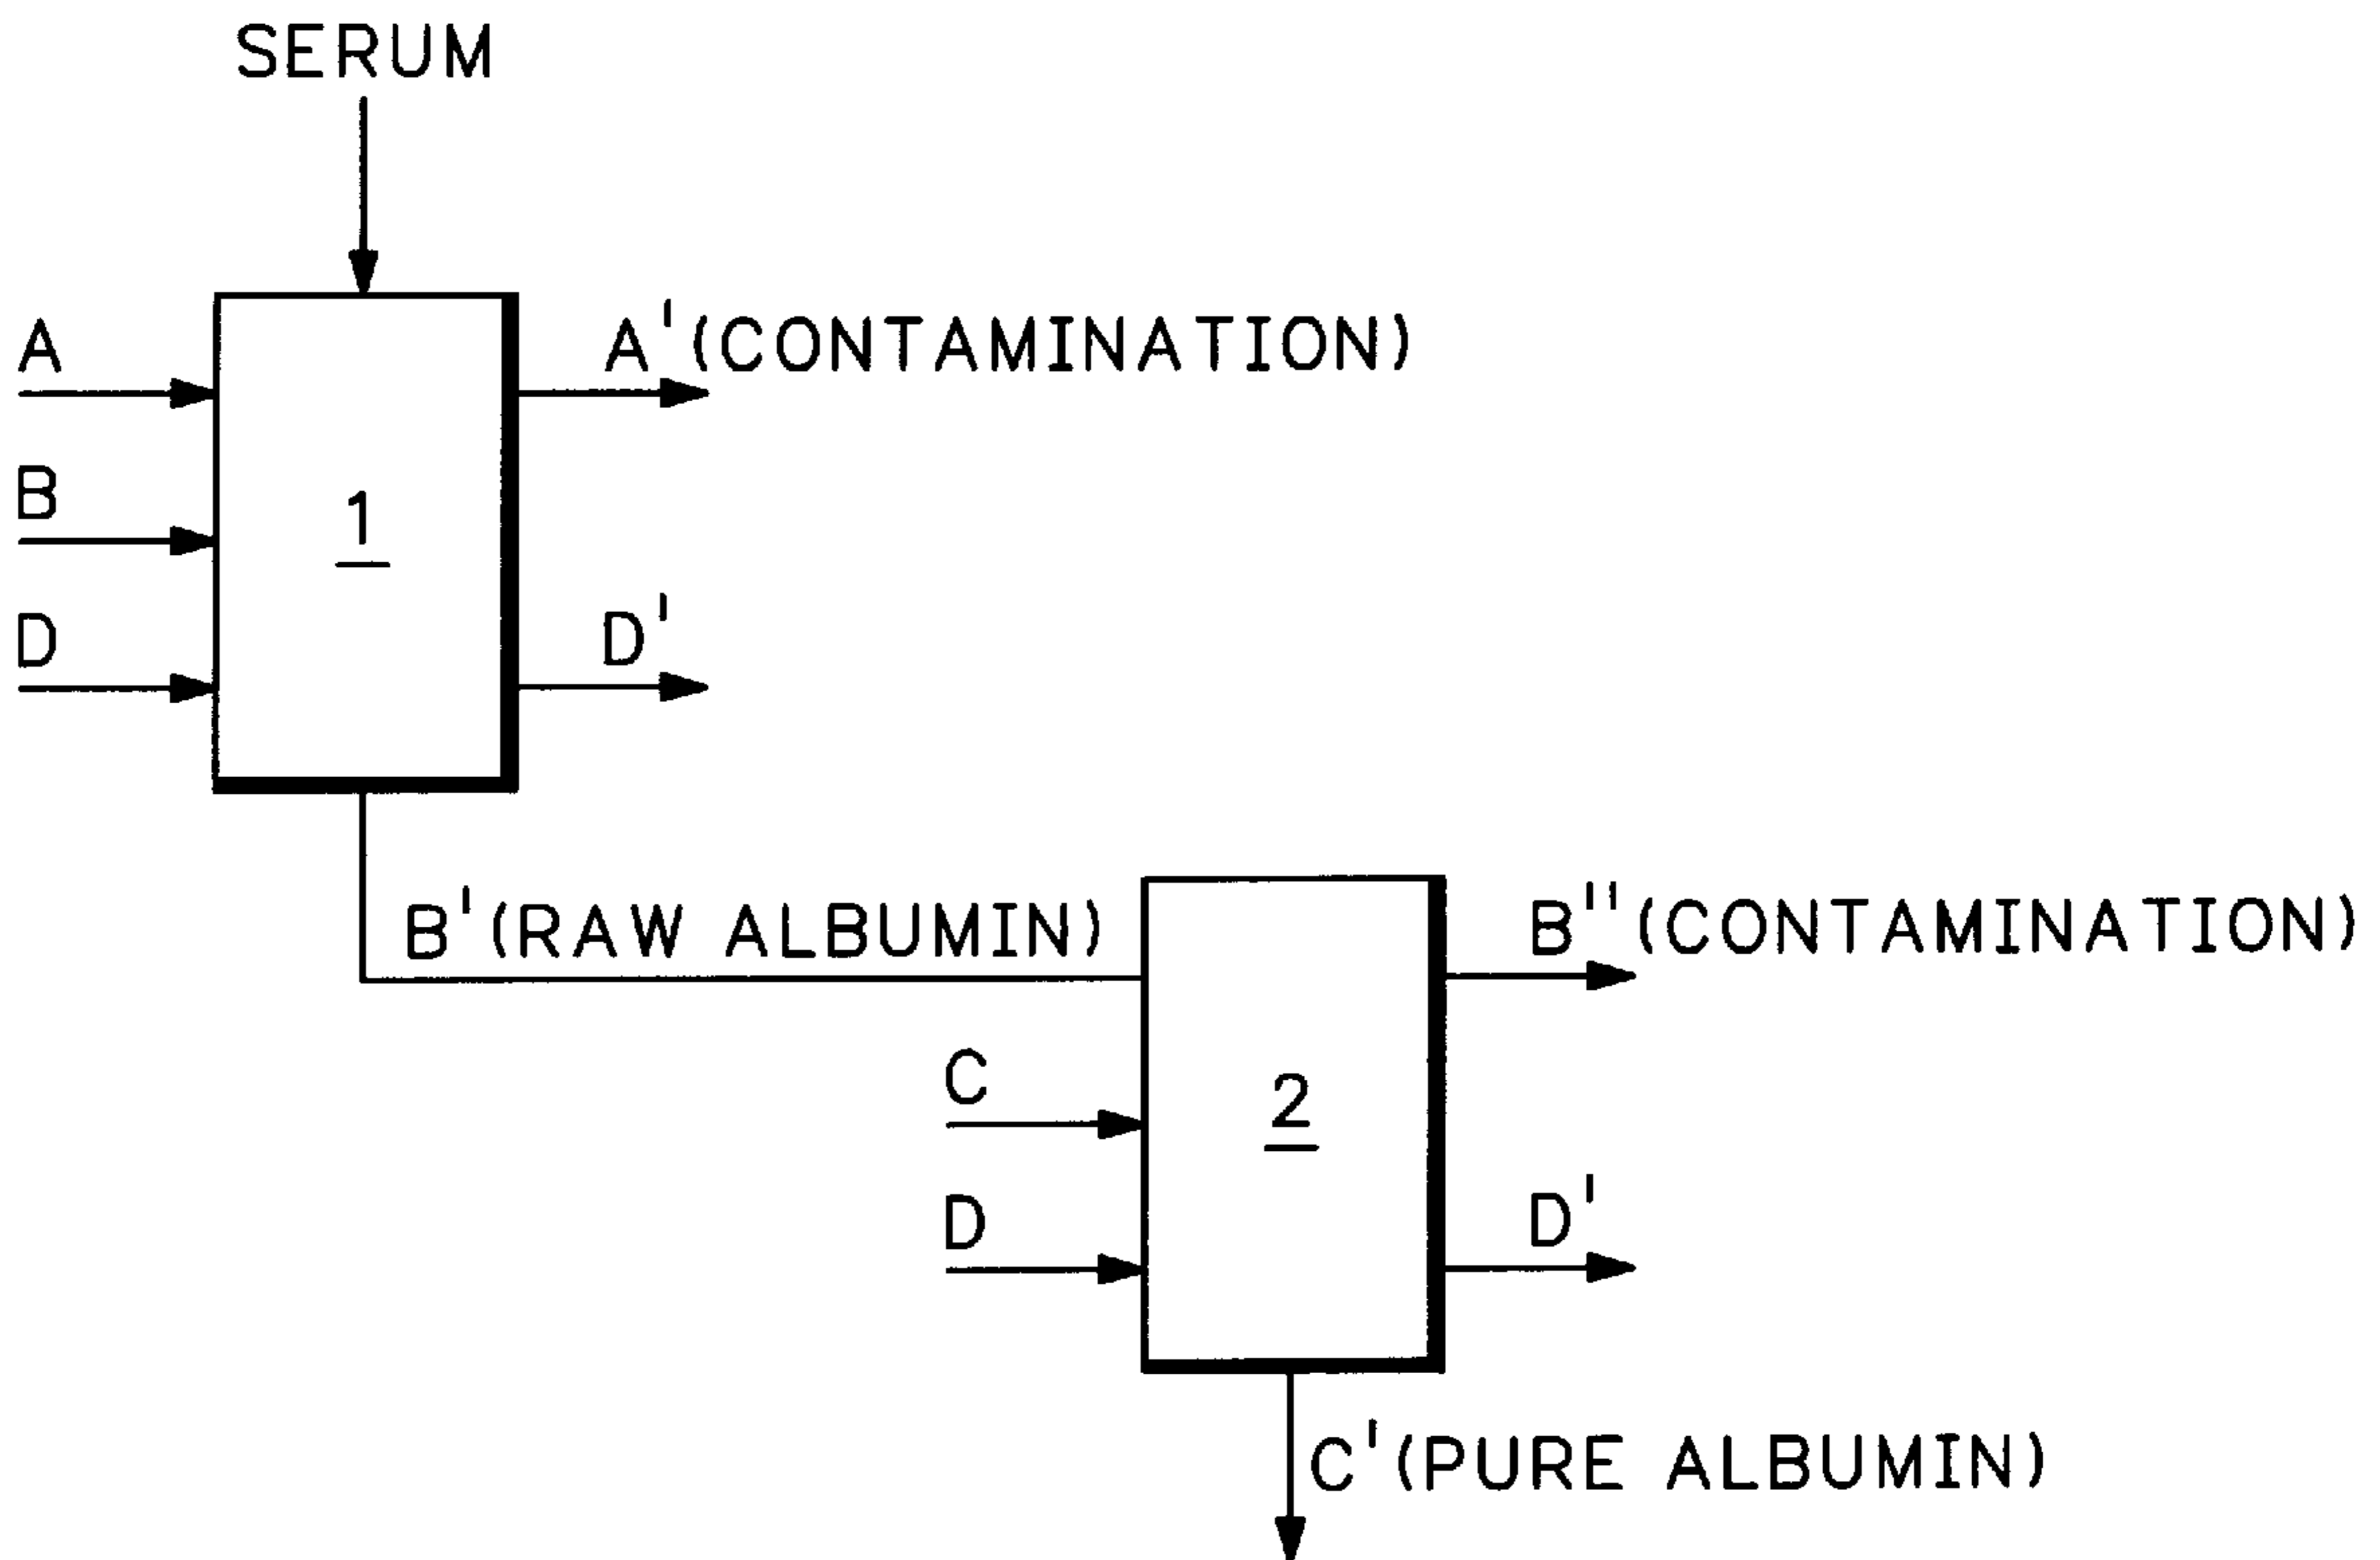 SERUM
A
A'(CONTAMINATION)
B
1
D
D'
B'(RAW ALBUMIN)
B''(CONTAMINATION)
C
2
D
D'
C'(PURE ALBUMIN)